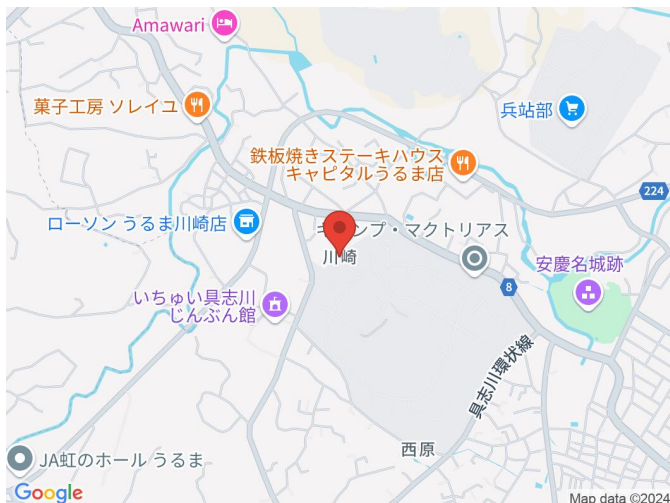 Amawari
菓子工房 ソレイユ
兵站部
鉄板焼きステーキハウス
キャピタルうるま店
224
ローソン うるま川崎店
キャンプ・マクトリアス
川崎
安慶名城跡
8
いちゅい具志川
じんぶん館
具志川環状線
西原
JA虹のホール うるま
Google
Map data ©2024